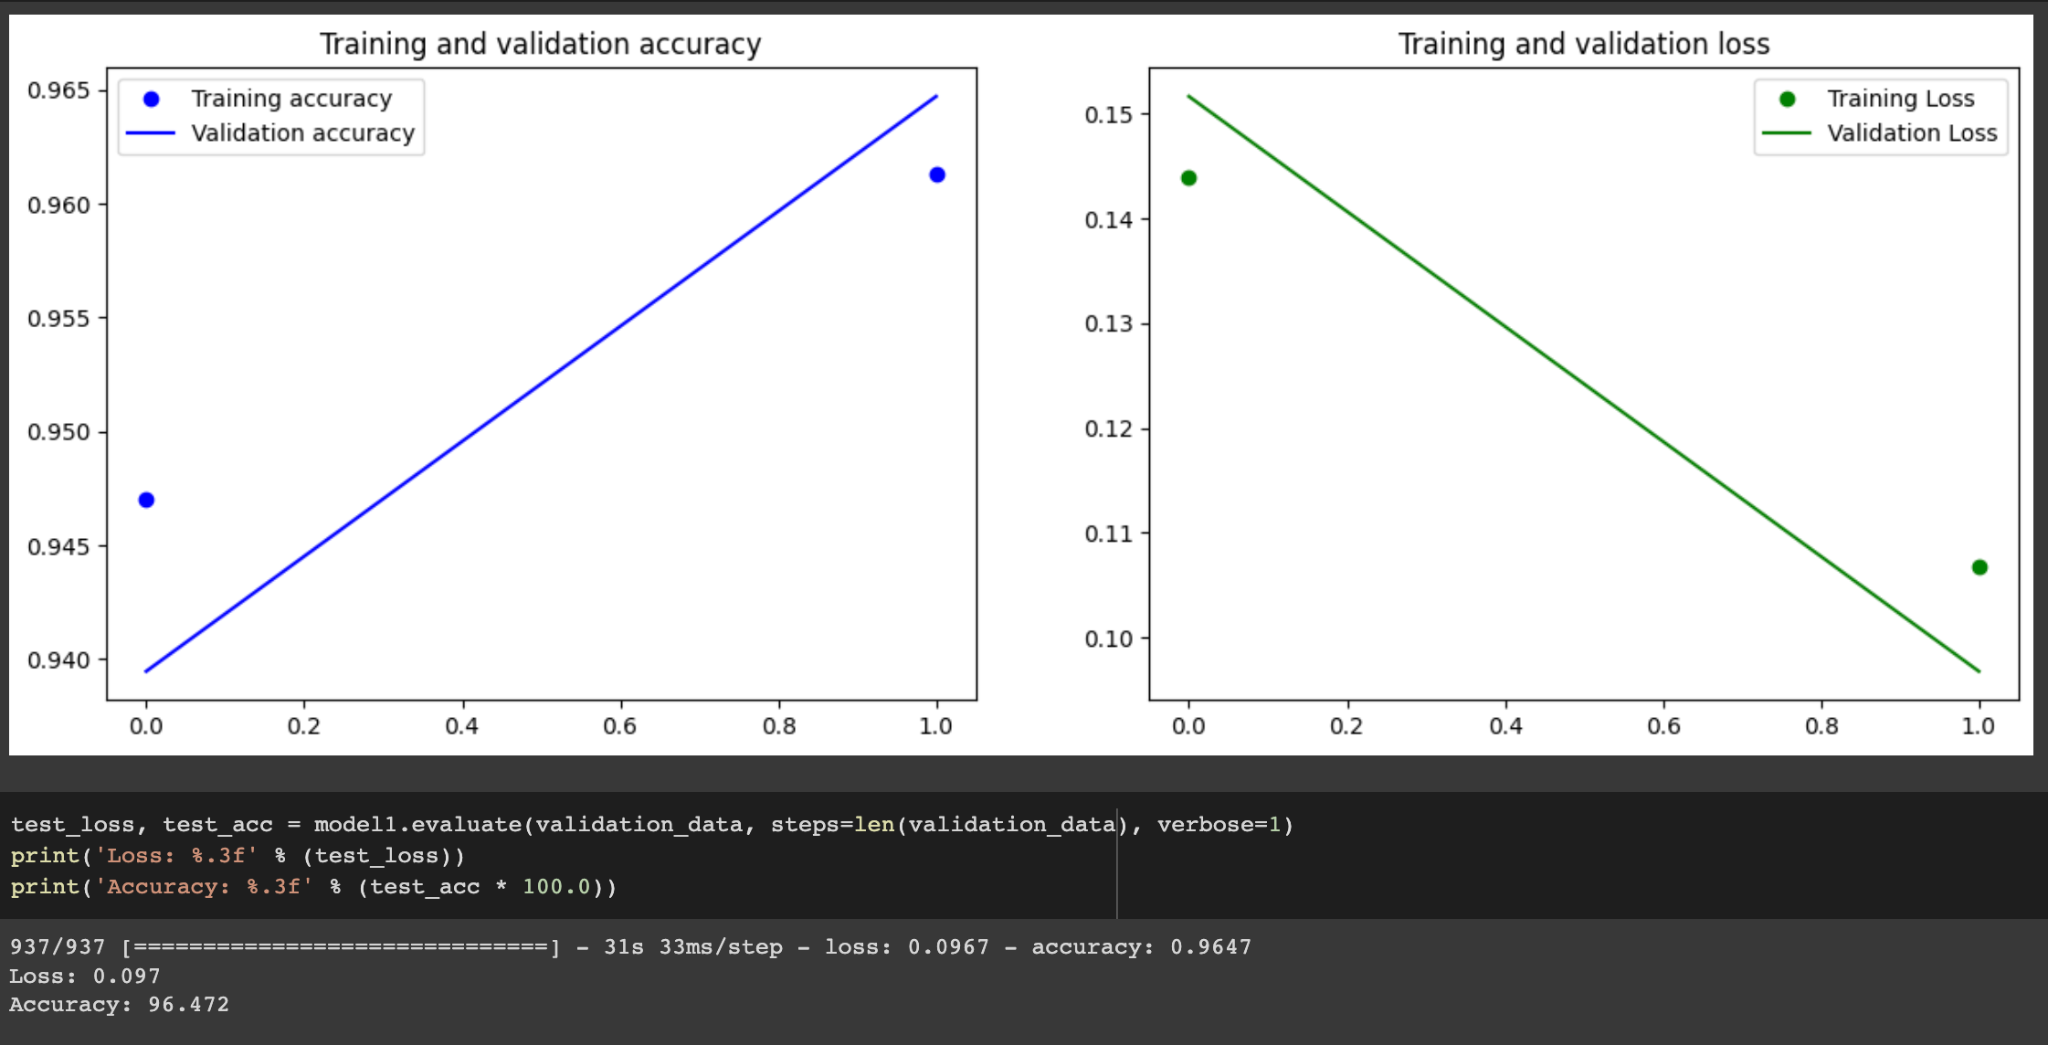 Training and validation accuracy
Training accuracy
Validation accuracy
0.965
0.960
0.955
0.950
0.945
0.940
0.0 0.2 0.4 0.6 0.8 1.0
Training and validation loss
Training Loss
Validation Loss
0.15
0.14
0.13
0.12
0.11
0.10
0.0 0.2 0.4 0.6 0.8 1.0
test_loss, test_acc = model1.evaluate(validation_data, steps=len(validation_data), verbose=1)
print('Loss: %.3f' % (test_loss))
print('Accuracy: %.3f' % (test_acc * 100.0))
937/937 [==============================] - 31s 33ms/step - loss: 0.0967 - accuracy: 0.9647
Loss: 0.097
Accuracy: 96.472